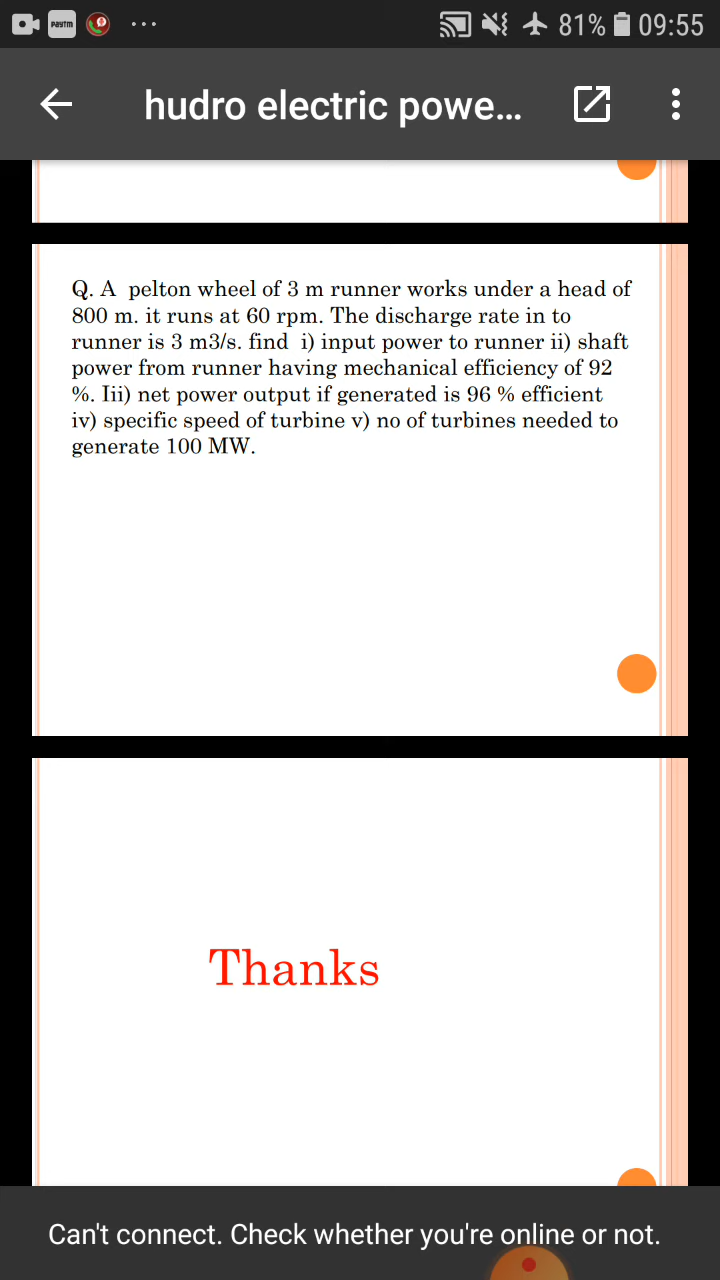 Paytm
81% 09:55
hudro electric powe...
Q. A pelton wheel of 3 m runner works under a head of
800 m. it runs at 60 rpm. The discharge rate in to
runner is 3 m3/s. find i) input power to runner ii) shaft
power from runner having mechanical efficiency of 92
%. Iii) net power output if generated is 96 % efficient
iv) specific speed of turbine v) no of turbines needed to
generate 100 MW.
Thanks
Can't connect. Check whether you're online or not.